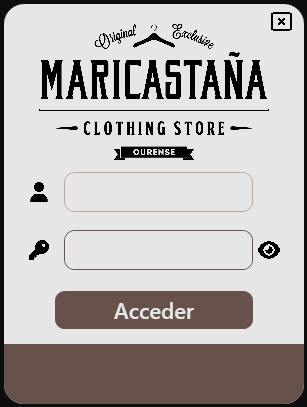 Original Exclusive
MARICASTAÑA
CLOTHING STORE
OURENSE
Acceder